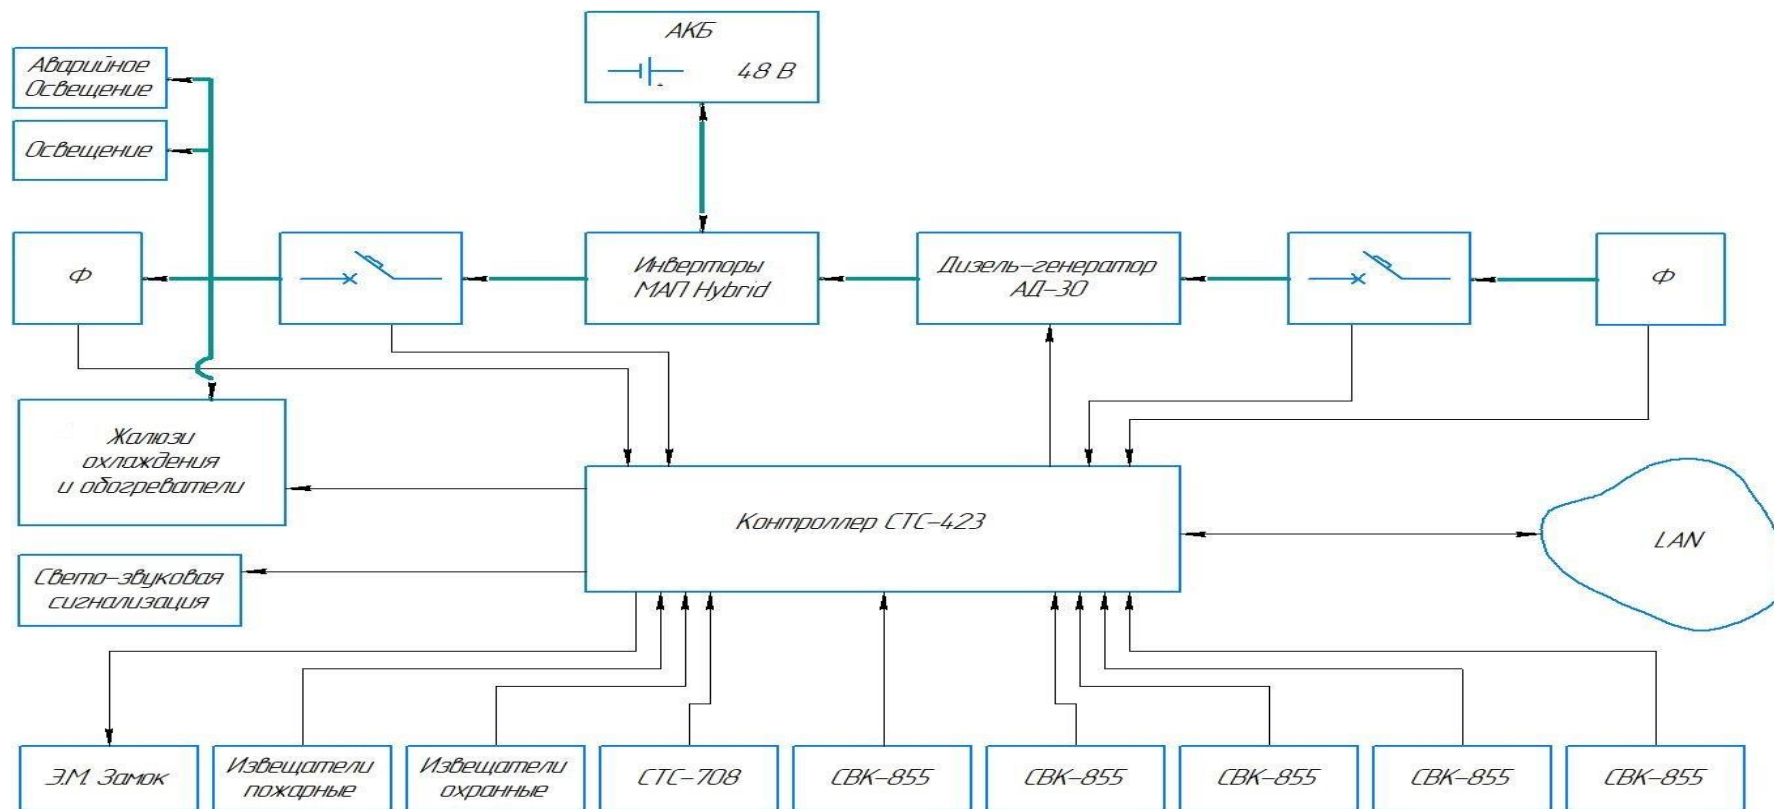 АКБ
48 В
Аварийное
Освещение
Освещение
Ф
Инверторы
МАП Hybrid
Дизель-генератор
АД-30
Ф
Жалюзи
охлаждения
и обогреватели
Контроллер СТС-423
LAN
Свето-звуковая
сигнализация
Э.М. Замок
Извещатели
пожарные
Извещатели
охранные
СТС-708
СВК-855
СВК-855
СВК-855
СВК-855
СВК-855